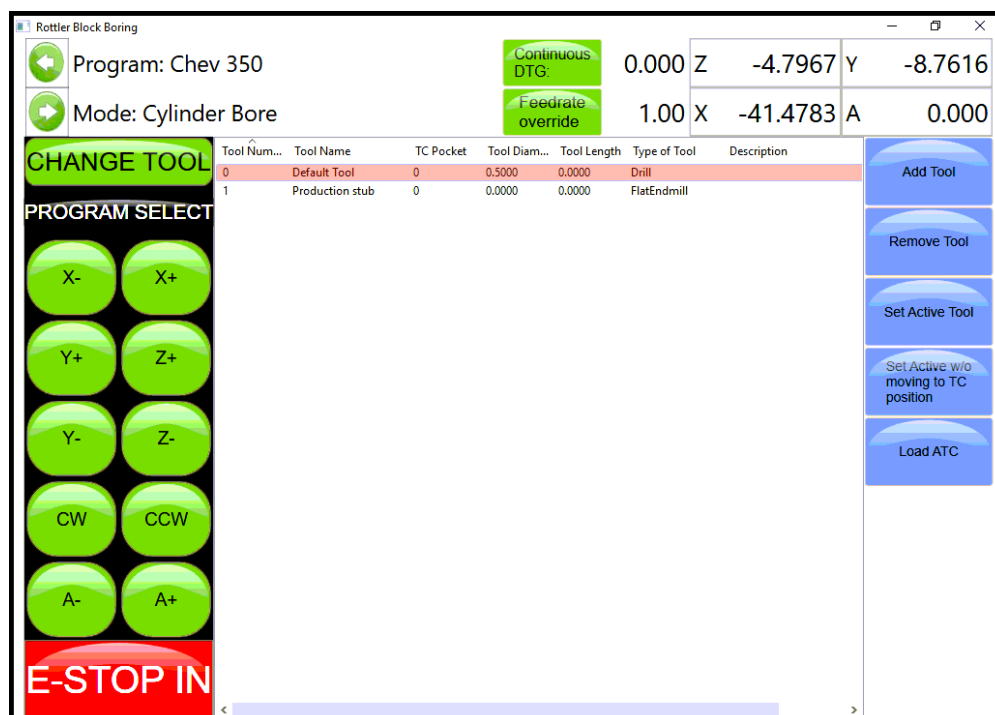 Rottler Block Boring
Program: Chev 350
Continuous
DTG:
0.000 Z -4.7967 Y -8.7616
Mode: Cylinder Bore
Feedrate
override
1.00 X -41.4783 A 0.000
CHANGE TOOL
PROGRAM SELECT
X- X+
Y+ Z+
Y- Z-
CW CCW
A- A+
E-STOP IN
Tool Num... Tool Name TC Pocket Tool Diam... Tool Length Type of Tool Description
0 Default Tool 0 0.5000 0.0000 Drill
1 Production stub 0 0.0000 0.0000 FlatEndmill
Add Tool
Remove Tool
Set Active Tool
Set Active w/o
moving to TC
position
Load ATC